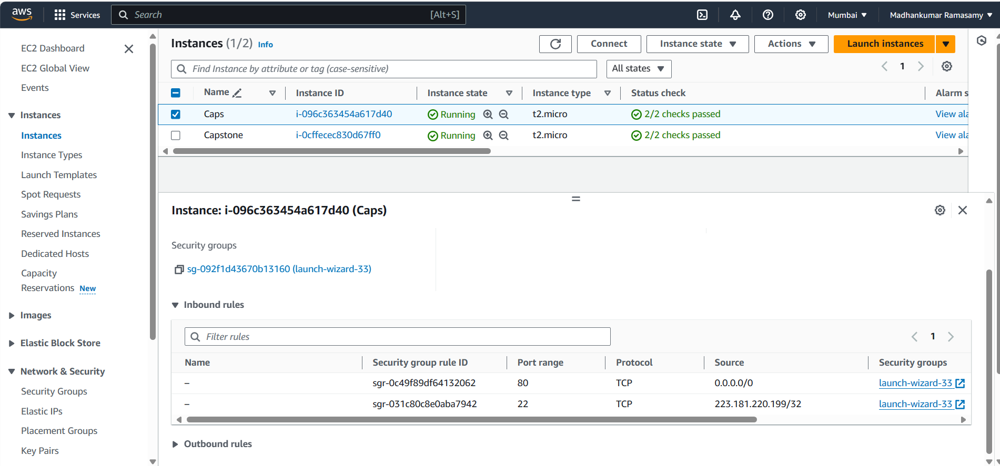 aws Services Search [Alt+S] Mumbai Madhankumar Ramasamy
EC2 Dashboard
EC2 Global View
Events
Instances
Instances
Instance Types
Launch Templates
Spot Requests
Savings Plans
Reserved Instances
Dedicated Hosts
Capacity
Reservations New
Images
Elastic Block Store
Network & Security
Security Groups
Elastic IPs
Placement Groups
Key Pairs
Instances (1/2) Info Connect Instance state Actions Launch instances
Find Instance by attribute or tag (case-sensitive) All states 1
Name Instance ID Instance state Instance type Status check Alarm s
Caps i-096c363454a617d40 Running t2.micro 2/2 checks passed View ala
Capstone i-0cffecec830d67ff0 Running t2.micro 2/2 checks passed View ala
Instance: i-096c363454a617d40 (Caps)
Security groups
sg-092f1d43670b13160 (launch-wizard-33)
Inbound rules
Filter rules 1
Name Security group rule ID Port range Protocol Source Security groups
– sgr-0c49f89df64132062 80 TCP 0.0.0.0/0 launch-wizard-33
– sgr-031c80c8e0aba7942 22 TCP 223.181.220.199/32 launch-wizard-33
Outbound rules